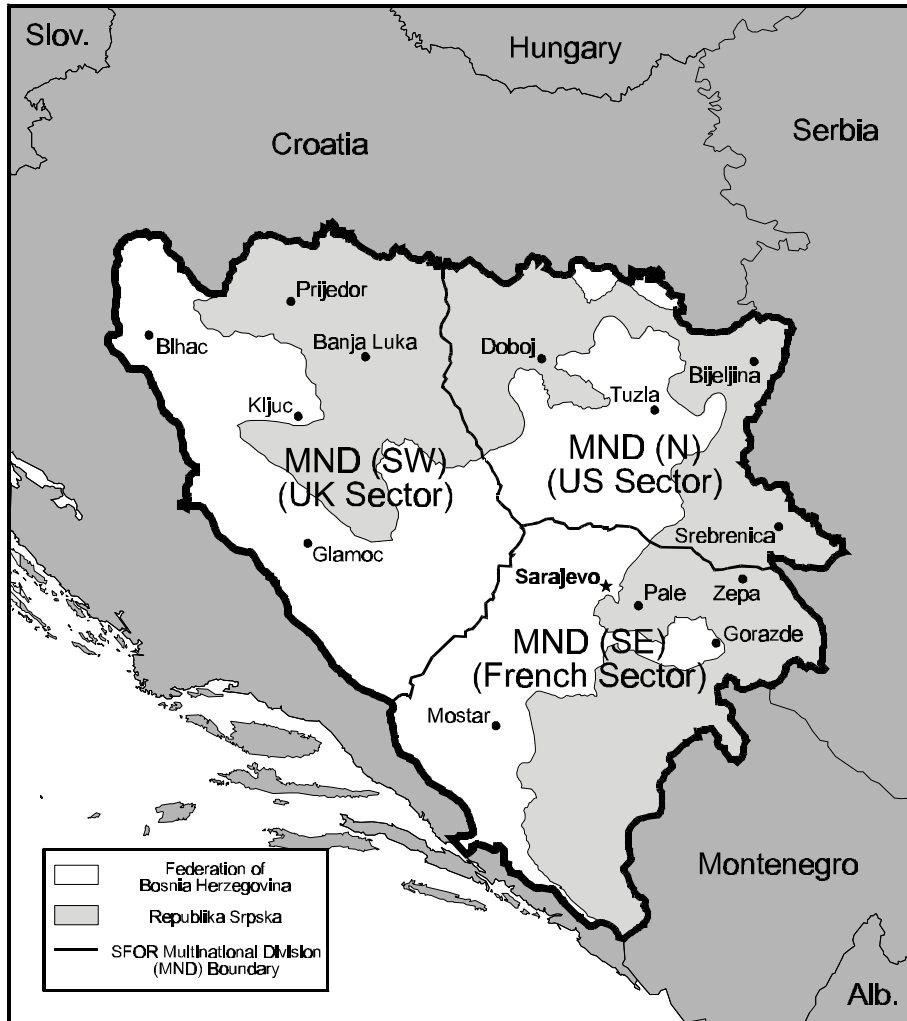 Slov.
Hungary
Serbia
Croatia
Prijedor
Blhac
Banja Luka
Doboj
Bijeljina
Kljuc
Tuzla
MND (SW)
(UK Sector)
MND (N)
(US Sector)
Srebrenica
Glamoc
Sarajevo
Pale
Zepa
MND (SE)
(French Sector)
Gorazde
Mostar
Montenegro
Federation of
Bosnia Herzegovina
Republika Srpska
SFOR Multinational Division
(MND) Boundary
Alb.